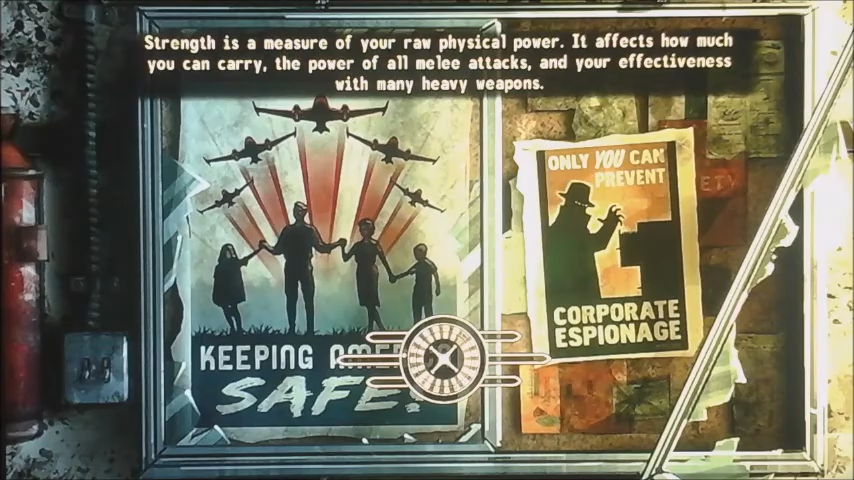 Strength is a measure of your raw physical power. It affects how much
you can carry, the power of all melee attacks, and your effectiveness
with many heavy weapons.
KEEPING
SAFE!
ONLY YOU CAN
PREVENT
CORPORATE
ESPIONAGE